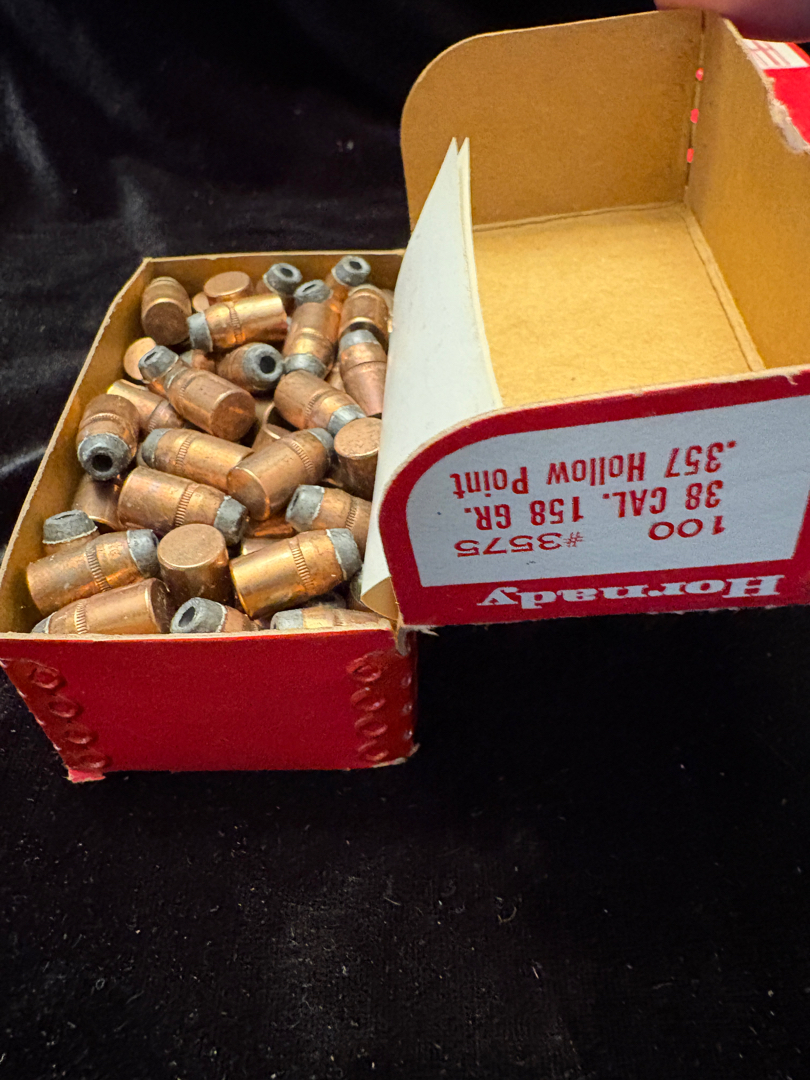 Hornady
100 #3575
38 CAL. 158 GR.
.357 Hollow Point